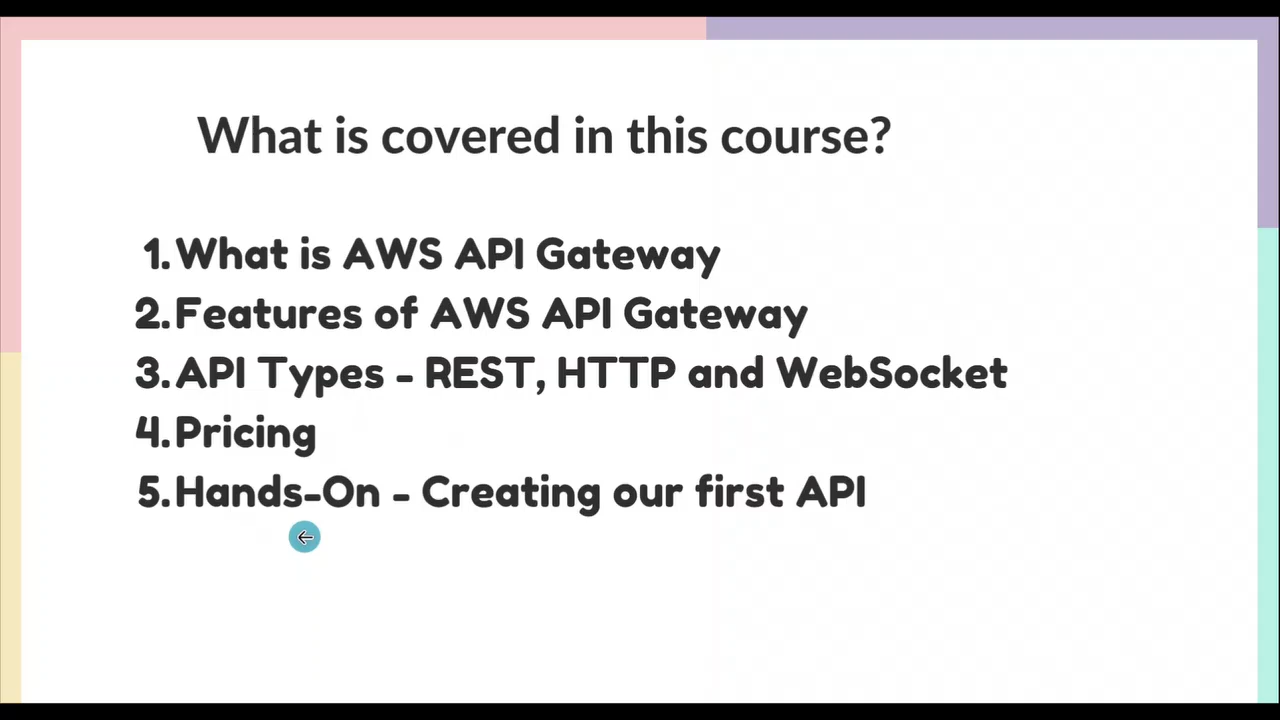 What is covered in this course?
1. What is AWS API Gateway
2. Features of AWS API Gateway
3. API Types - REST, HTTP and WebSocket
4. Pricing
5. Hands-On - Creating our first API